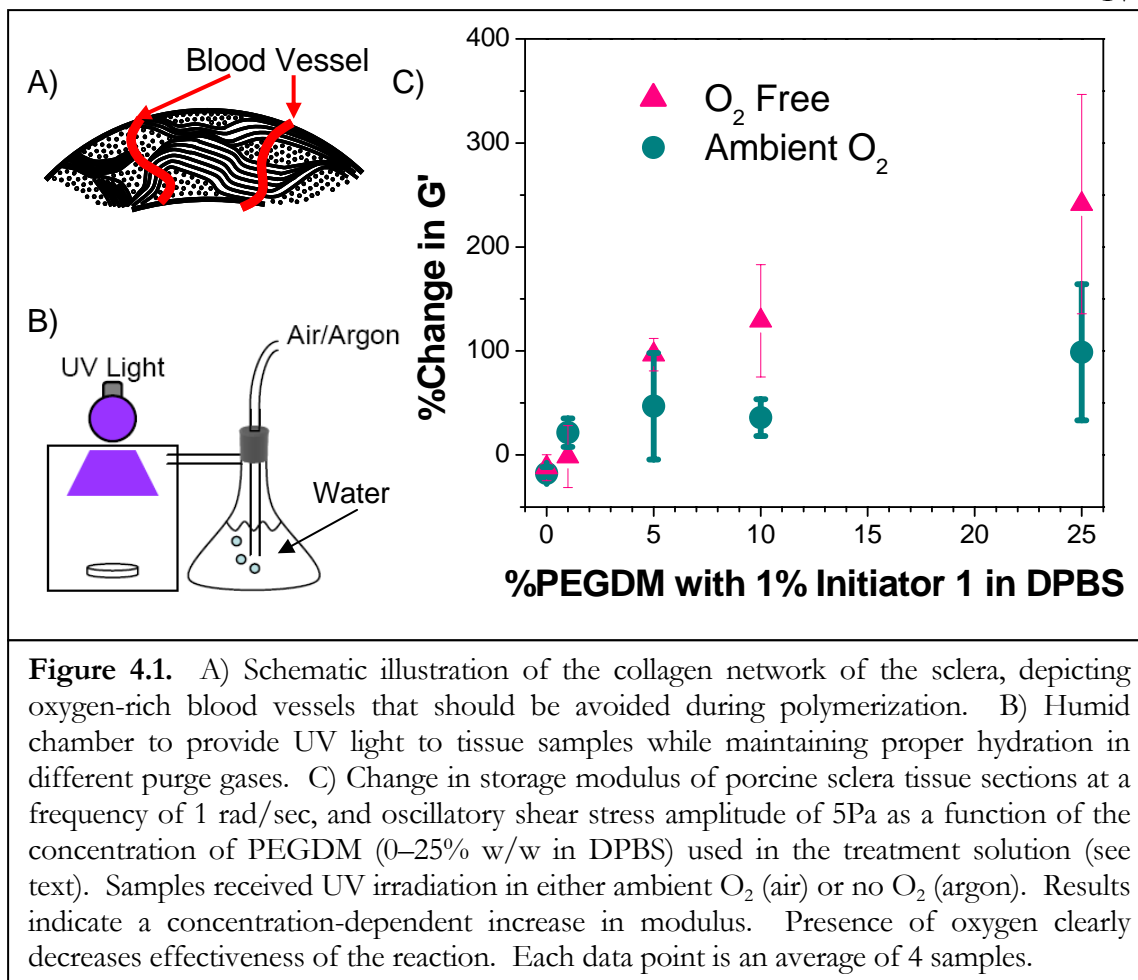 A)
Blood Vessel
B)
UV Light
Air/Argon
Water
C)
400
300
200
100
0
%Change in G'
O₂ Free
Ambient O₂
0 5 10 15 20 25
%PEGDM with 1% Initiator 1 in DPBS
Figure 4.1. A) Schematic illustration of the collagen network of the sclera, depicting
oxygen-rich blood vessels that should be avoided during polymerization. B) Humid
chamber to provide UV light to tissue samples while maintaining proper hydration in
different purge gases. C) Change in storage modulus of porcine sclera tissue sections at a
frequency of 1 rad/sec, and oscillatory shear stress amplitude of 5Pa as a function of the
concentration of PEGDM (0–25% w/w in DPBS) used in the treatment solution (see
text). Samples received UV irradiation in either ambient O₂ (air) or no O₂ (argon). Results
indicate a concentration-dependent increase in modulus. Presence of oxygen clearly
decreases effectiveness of the reaction. Each data point is an average of 4 samples.